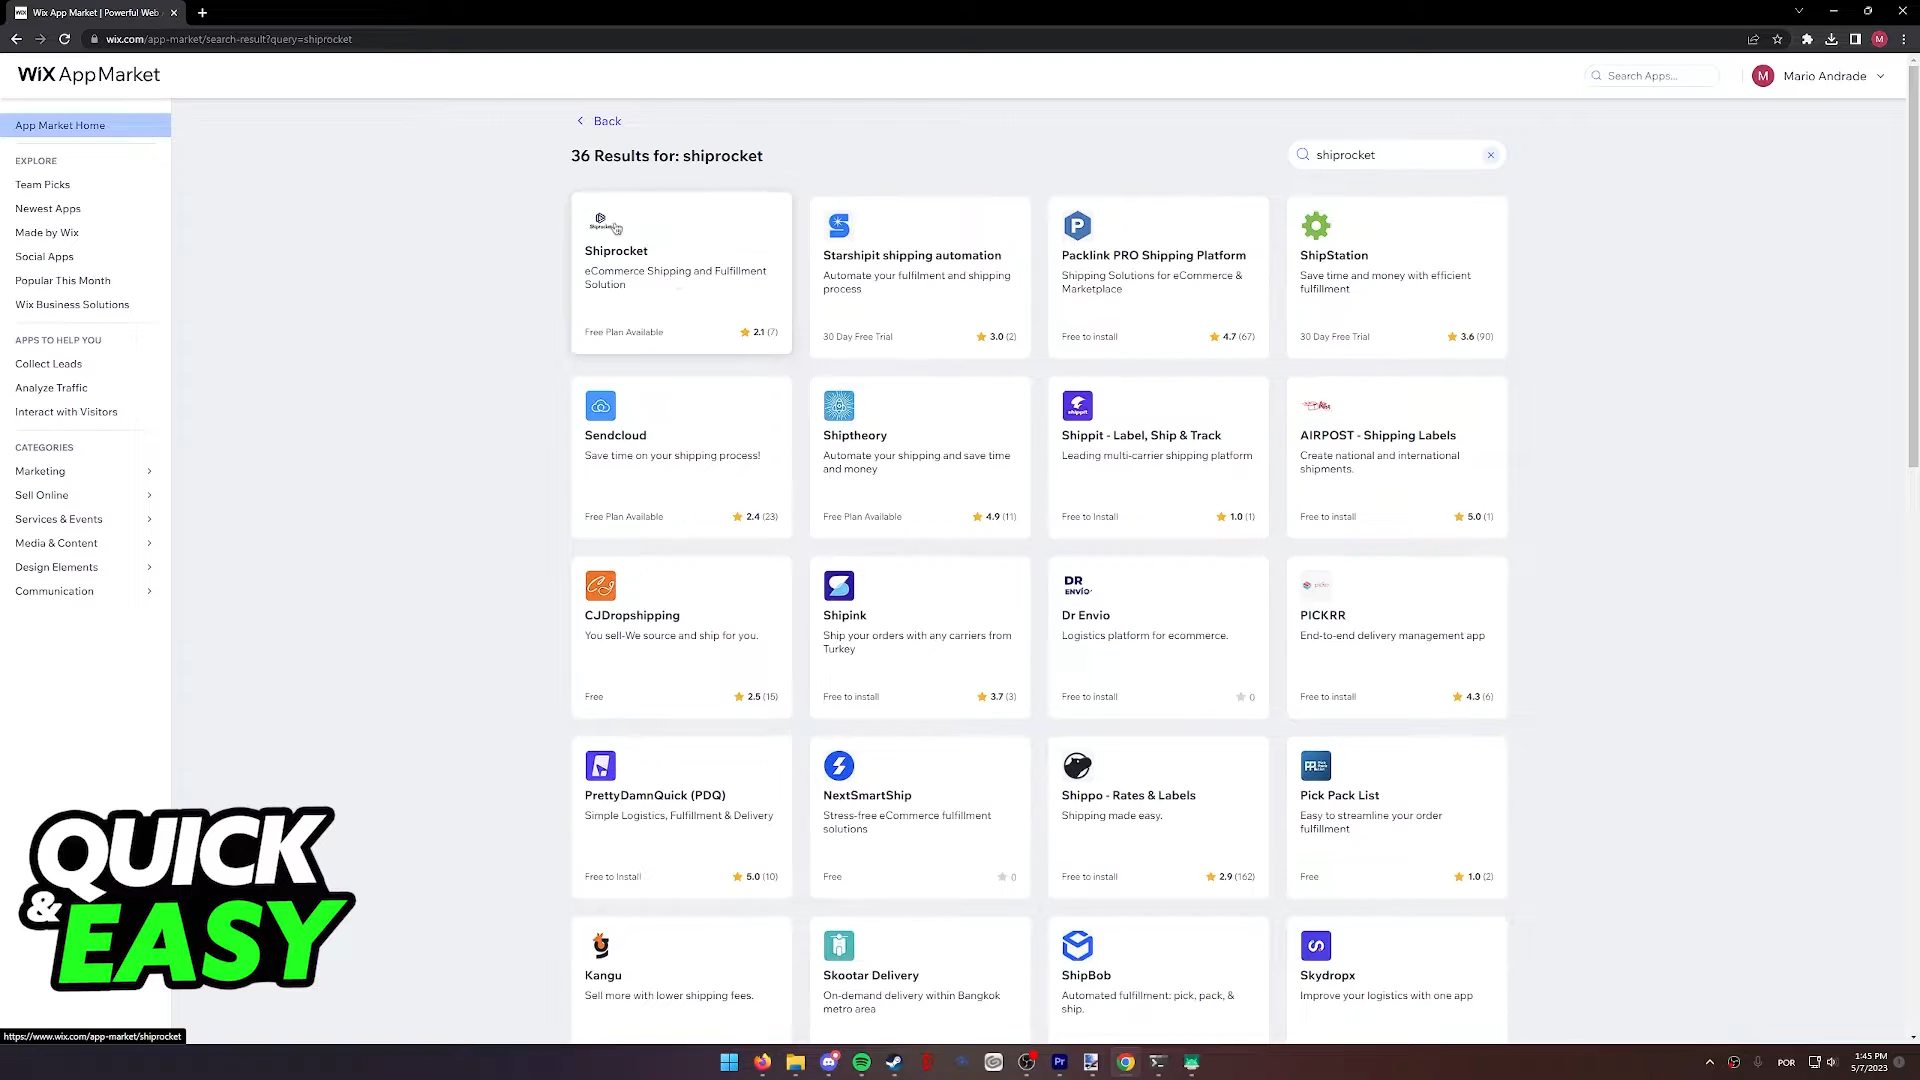 Wix App Market | Powerful Web
wix.com/app-market/search-result?query=shiprocket
M
WiX App Market
Search Apps...
M
Mario Andrade
App Market Home
EXPLORE
Team Picks
Newest Apps
Made by Wix
Social Apps
Popular This Month
Wix Business Solutions
APPS TO HELP YOU
Collect Leads
Analyze Traffic
Interact with Visitors
CATEGORIES
Marketing
Sell Online
Services & Events
Media & Content
Design Elements
Communication
Back
36 Results for: shiprocket
shiprocket
Shiprocket
eCommerce Shipping and Fulfillment
Solution
Free Plan Available
2.1 (7)
Starshipit shipping automation
Automate your fulfilment and shipping
process
30 Day Free Trial
3.0 (2)
P
Packlink PRO Shipping Platform
Shipping Solutions for eCommerce &
Marketplace
Free to install
4.7 (67)
ShipStation
Save time and money with efficient
fulfillment
30 Day Free Trial
3.6 (90)
Sendcloud
Save time on your shipping process!
Free Plan Available
2.4 (23)
Shiptheory
Automate your shipping and save time
and money
Free Plan Available
4.9 (11)
shippit
Shippit - Label, Ship & Track
Leading multi-carrier shipping platform
Free to Install
1.0 (1)
AIRPOST - Shipping Labels
Create national and international
shipments.
Free to install
5.0 (1)
CJDropshipping
You sell-We source and ship for you.
Free
2.5 (15)
Shipink
Ship your orders with any carriers from
Turkey
Free to install
3.7 (3)
DR
ENVÍO
Dr Envio
Logistics platform for ecommerce.
Free to install
0
PICKRR
End-to-end delivery management app
Free to install
4.3 (6)
PrettyDamnQuick (PDQ)
Simple Logistics, Fulfillment & Delivery
Free to Install
5.0 (10)
NextSmartShip
Stress-free eCommerce fulfillment
solutions
Free
0
Shippo - Rates & Labels
Shipping made easy.
Free to install
2.9 (162)
Pick Pack List
Easy to streamline your order
fulfillment
Free
1.0 (2)
Kangu
Sell more with lower shipping fees.
Skootar Delivery
On-demand delivery within Bangkok
metro area
ShipBob
Automated fulfillment: pick, pack, &
ship.
Skydropx
Improve your logistics with one app
QUICK
& EASY
https://www.wix.com/app-market/shiprocket
Pr
POR
1:45 PM
5/7/2023